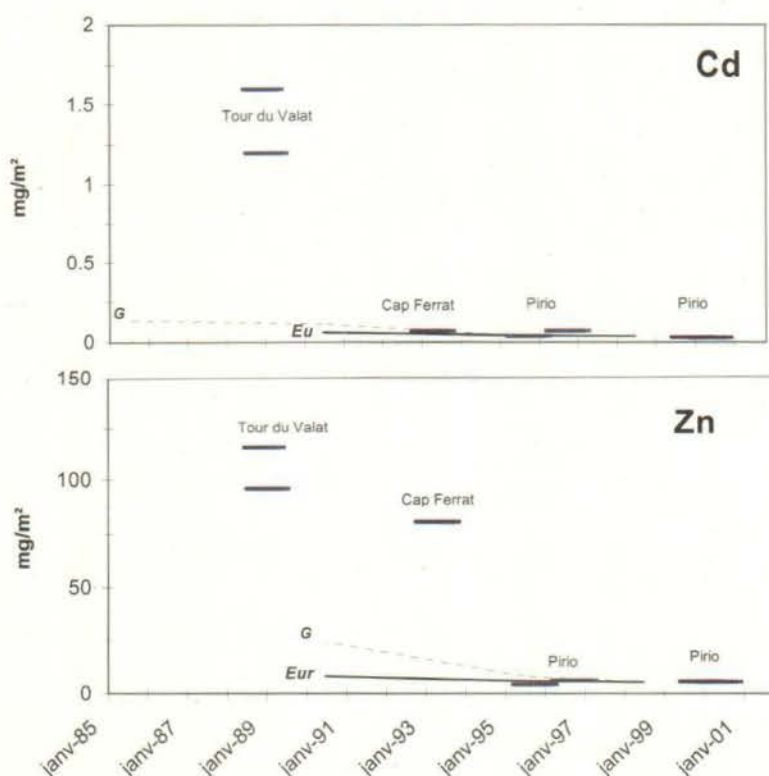 2
Cd
1.5
Tour du Valat
mg/m²
1
0.5
Cap Ferrat
Pirio
Pirio
G
Eu
0
150
Zn
Tour du Valat
100
Cap Ferrat
mg/m²
50
G
Pirio
Pirio
Eur
0
janv-85
janv-87
janv-89
janv-91
janv-93
janv-95
janv-97
janv-99
janv-01